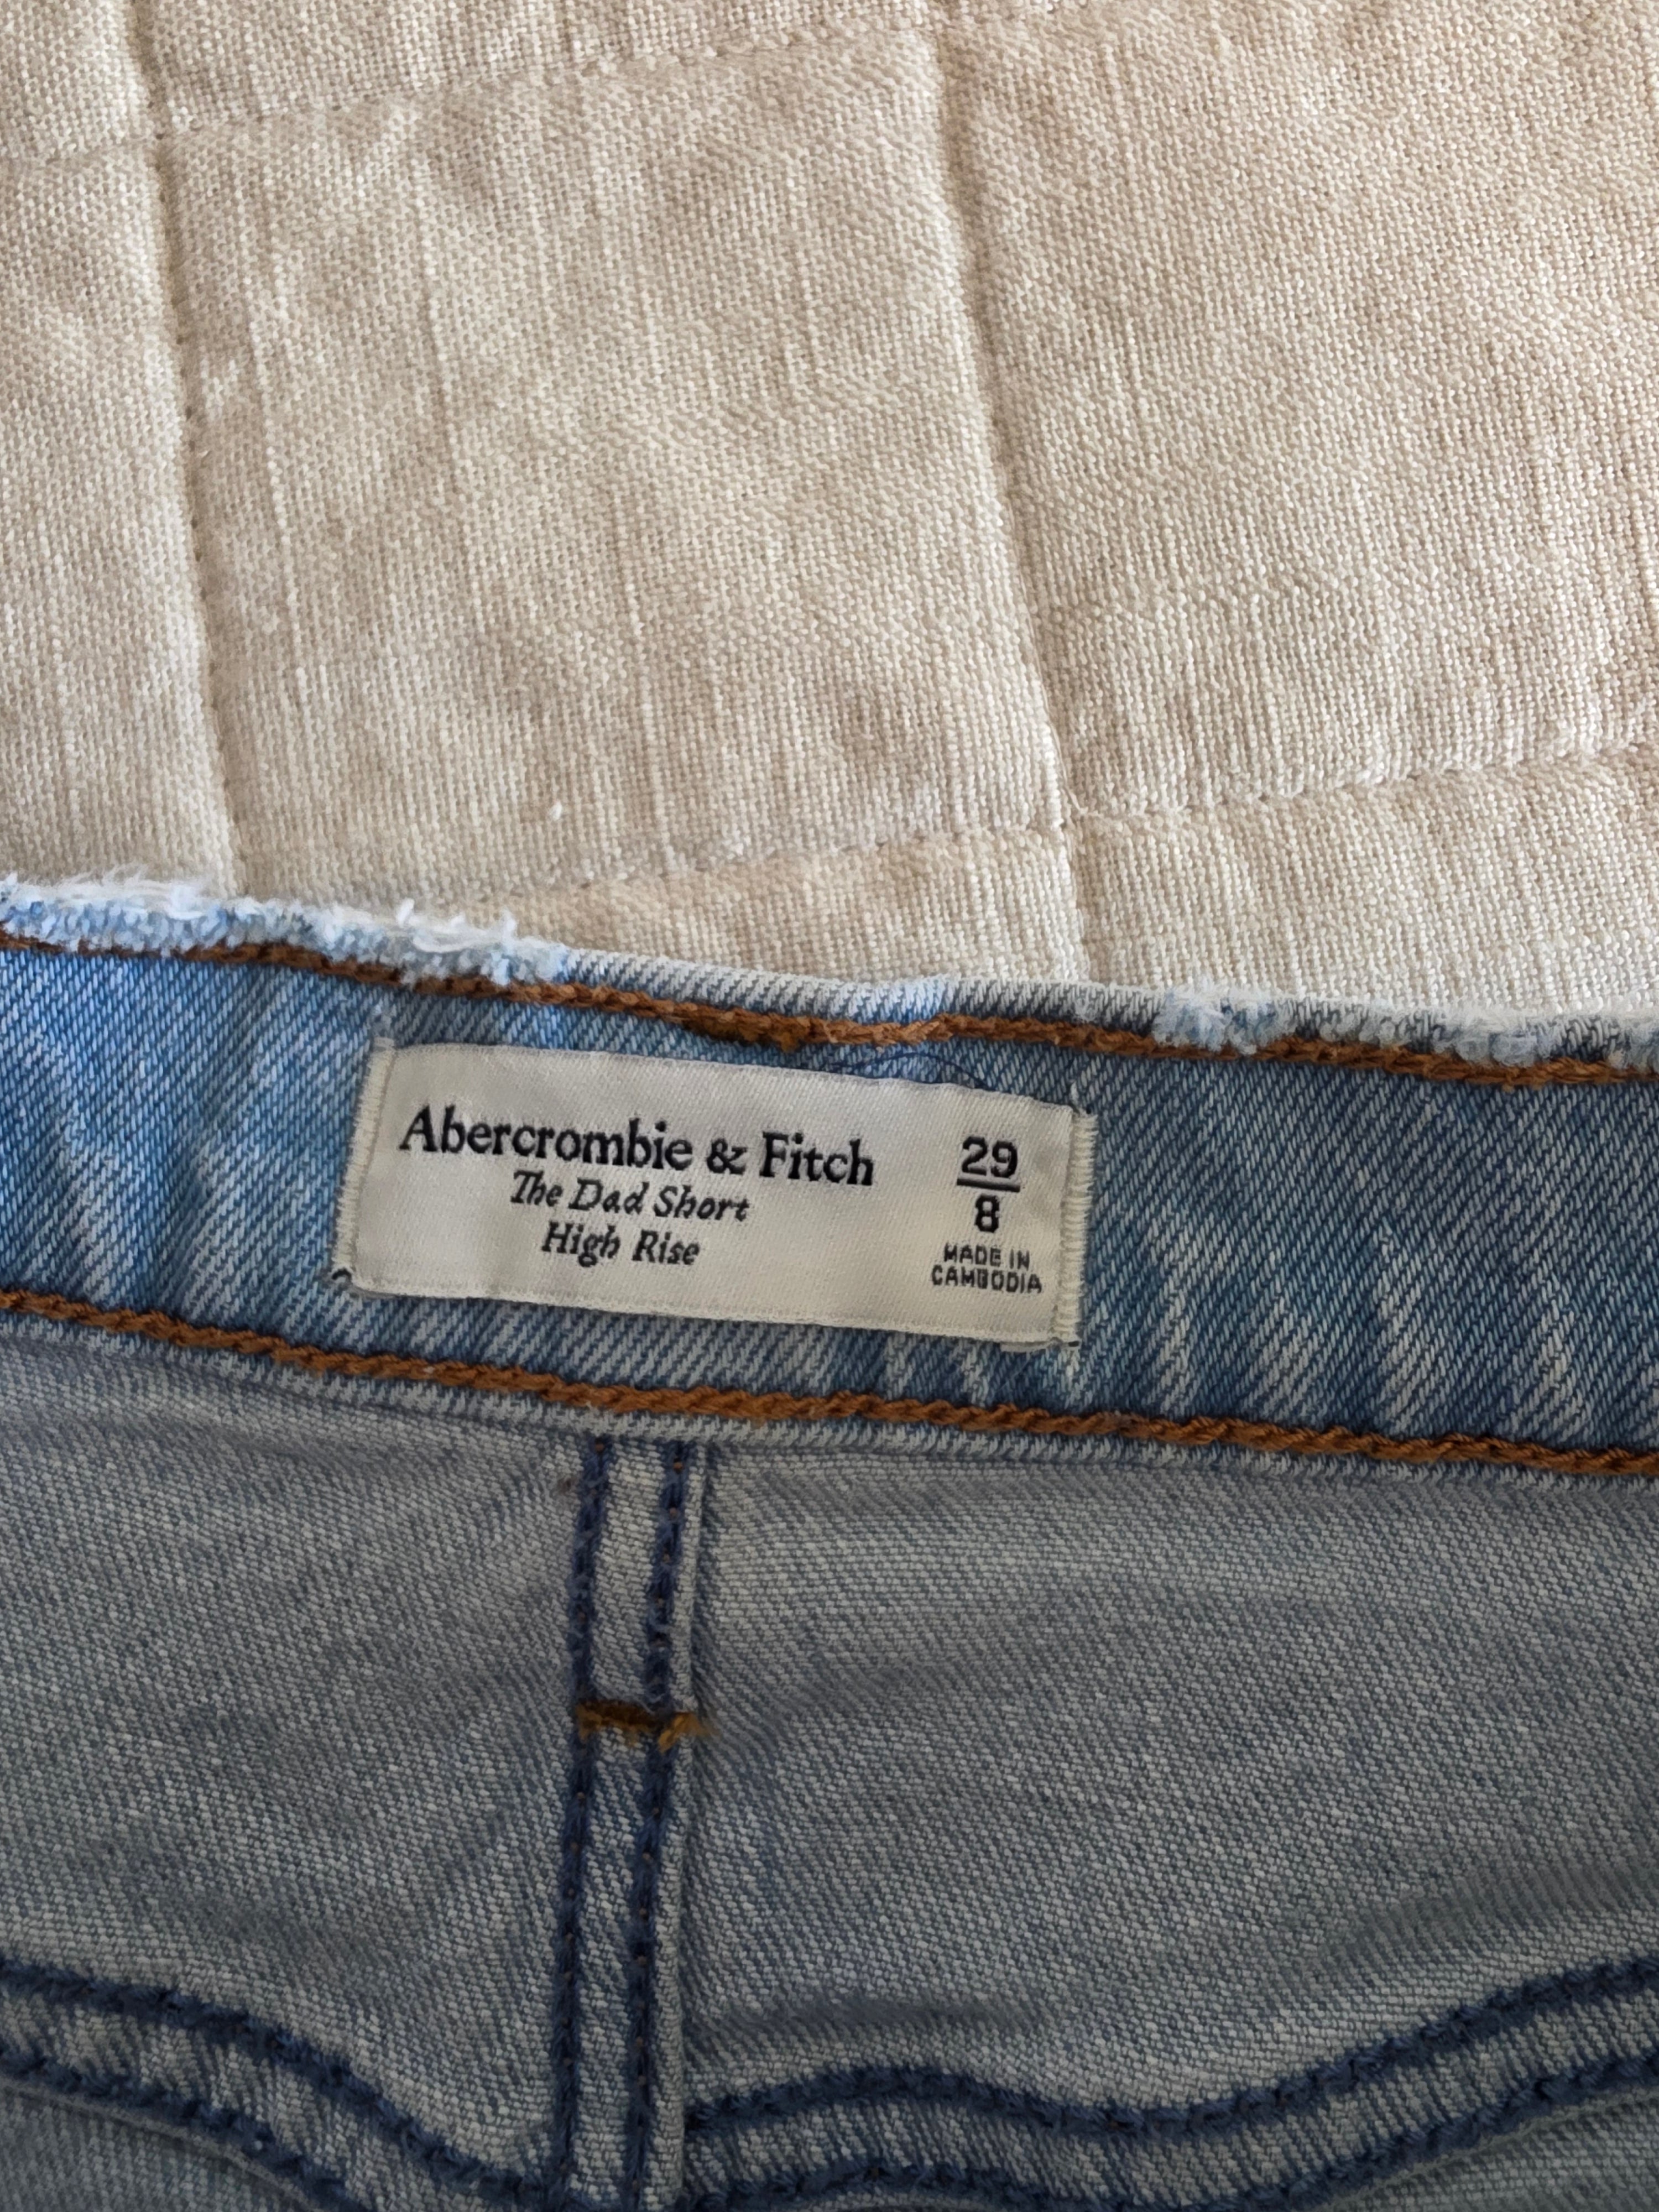 Abercrombie & Fitch
The Dad Short
High Rise
29
8
MADE IN
CAMBODIA